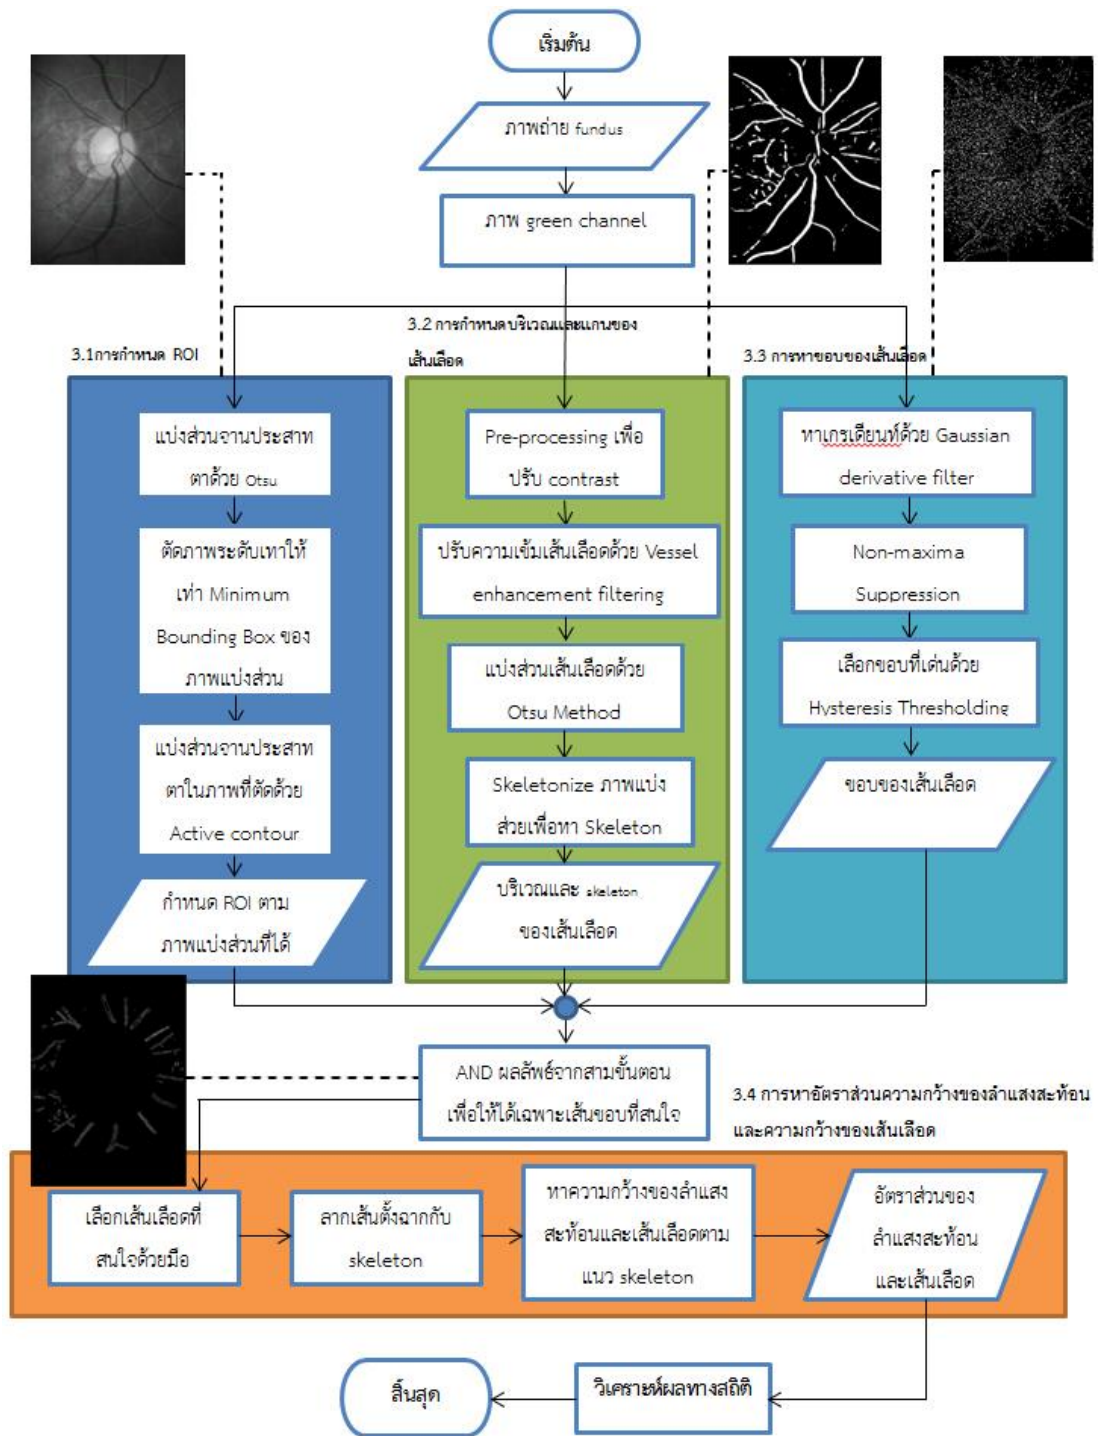 เริ่มต้น
ภาพถ่าย fundus
ภาพ green channel
3.1การกำหนด ROI
แบ่งส่วนจานประสาท
ตาด้วย Otsu
ตัดภาพระดับเทาให้
เท่า Minimum
Bounding Box ของ
ภาพแบ่งส่วน
แบ่งส่วนจานประสาท
ตาในภาพที่ตัดด้วย
Active contour
กำหนด ROI ตาม
ภาพแบ่งส่วนที่ได้
3.2 การกำหนดบริเวณและแกนของ
เส้นเลือด
Pre-processing เพื่อ
ปรับ contrast
ปรับความเข้มเส้นเลือดด้วย Vessel
enhancement filtering
แบ่งส่วนเส้นเลือดด้วย
Otsu Method
Skeletonize ภาพแบ่ง
ส่วยเพื่อหา Skeleton
บริเวณและ skeleton
ของเส้นเลือด
3.3 การหาขอบของเส้นเลือด
หาเกรเดียนท์ด้วย Gaussian
derivative filter
Non-maxima
Suppression
เลือกขอบที่เด่นด้วย
Hysteresis Thresholding
ขอบของเส้นเลือด
AND ผลลัพธ์จากสามขั้นตอน
เพื่อให้ได้เฉพาะเส้นขอบที่สนใจ
3.4 การหาอัตราส่วนความกว้างของลำแสงสะท้อน
และความกว้างของเส้นเลือด
เลือกเส้นเลือดที่
สนใจด้วยมือ
ลากเส้นตั้งฉากกับ
skeleton
หาความกว้างของลำแสง
สะท้อนและเส้นเลือดตาม
แนว skeleton
อัตราส่วนของ
ลำแสงสะท้อน
และเส้นเลือด
วิเคราะห์ผลทางสถิติ
สิ้นสุด